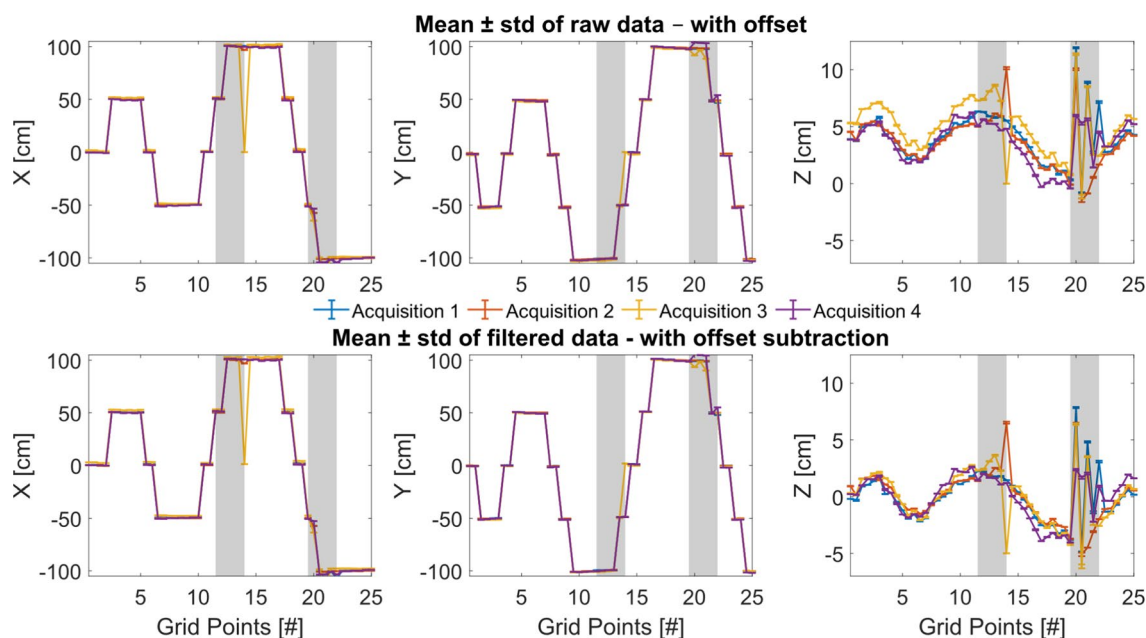 Mean ± std of raw data – with offset
X [cm]
100
50
0
-50
-100
5 10 15 20 25
Y [cm]
100
50
0
-50
-100
5 10 15 20 25
Z [cm]
10
5
0
-5
5 10 15 20 25
Acquisition 1 Acquisition 2 Acquisition 3 Acquisition 4
Mean ± std of filtered data - with offset subtraction
X [cm]
100
50
0
-50
-100
5 10 15 20 25
Grid Points [#]
Y [cm]
100
50
0
-50
-100
5 10 15 20 25
Grid Points [#]
Z [cm]
10
5
0
-5
5 10 15 20 25
Grid Points [#]